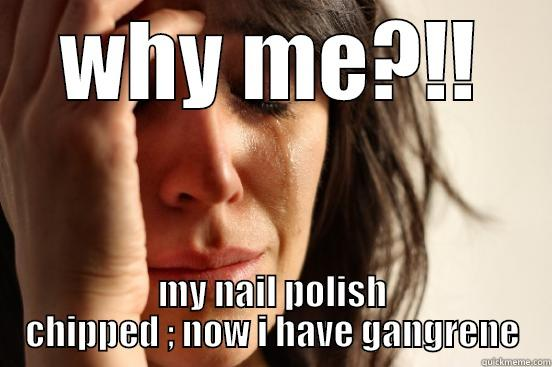 why me?!!
my nail polish
chipped ; now i have gangrene
quickmeme.com